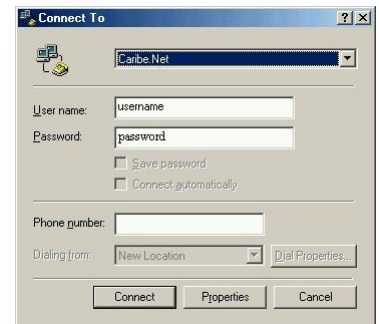 Connect To
Caribe.Net
User name: username
Password: password
Save password
Connect automatically
Phone number:
Dialing from: New Location Dial Properties...
Connect Properties Cancel